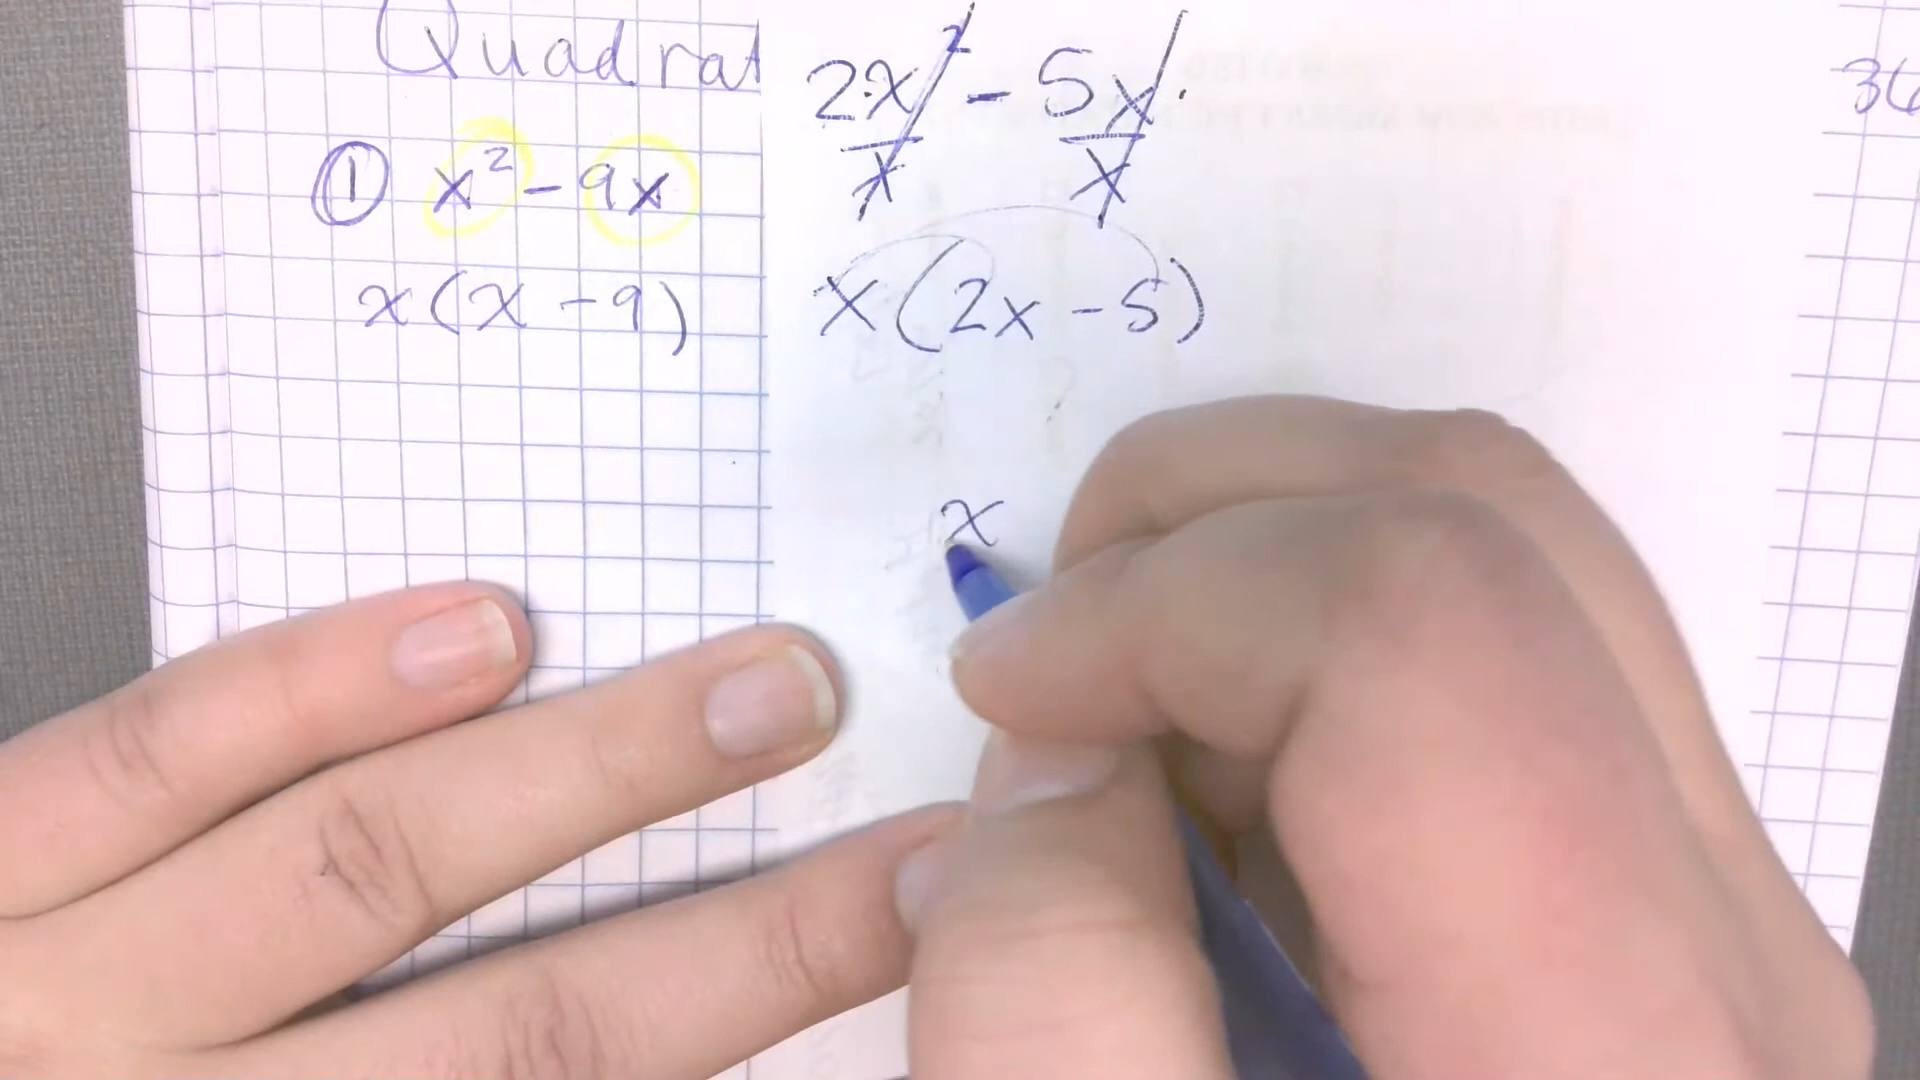 Quadrat
① x² - 9x
x(x - 9)
2x² - 5x
x x
x(2x - 5)
x
36